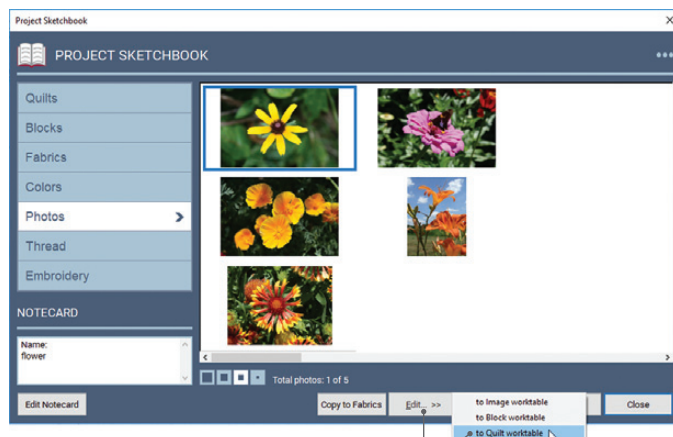 Project Sketchbook
PROJECT SKETCHBOOK
Quilts
Blocks
Fabrics
Colors
Photos
Thread
Embroidery
NOTECARD
Name:
flower
Total photos: 1 of 5
Edit Notecard
Copy to Fabrics
Edit... >>
to Image worktable
to Block worktable
to Quilt worktable
Close